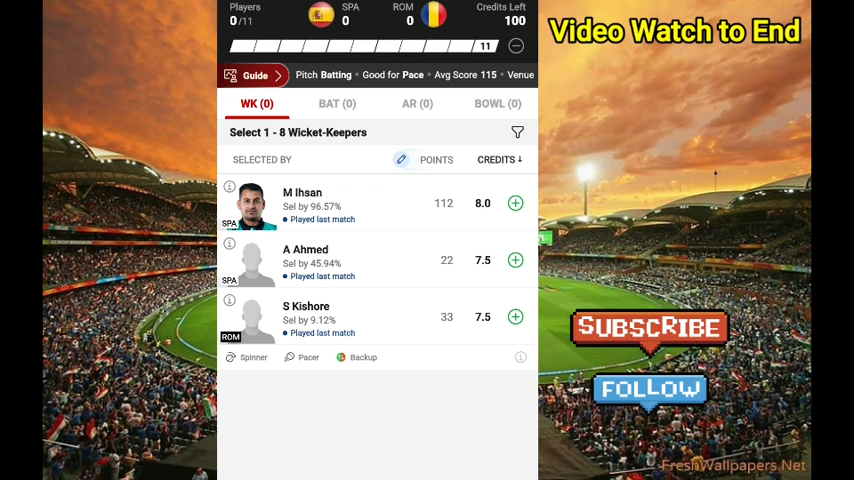 Players
SPA
ROM
Credits Left
0/11
0
0
100
11
Guide
Pitch Batting • Good for Pace • Avg Score 115 • Venue
WK (0)
BAT (0)
AR (0)
BOWL (0)
Select 1 - 8 Wicket-Keepers
SELECTED BY
POINTS
CREDITS ↓
M Ihsan
Sel by 96.57%
Played last match
SPA
112
8.0
A Ahmed
Sel by 45.94%
Played last match
SPA
22
7.5
S Kishore
Sel by 9.12%
Played last match
ROM
33
7.5
Spinner
Pacer
Backup
Video Watch to End
SUBSCRIBE
FOLLOW
FreshWallpapers.Net